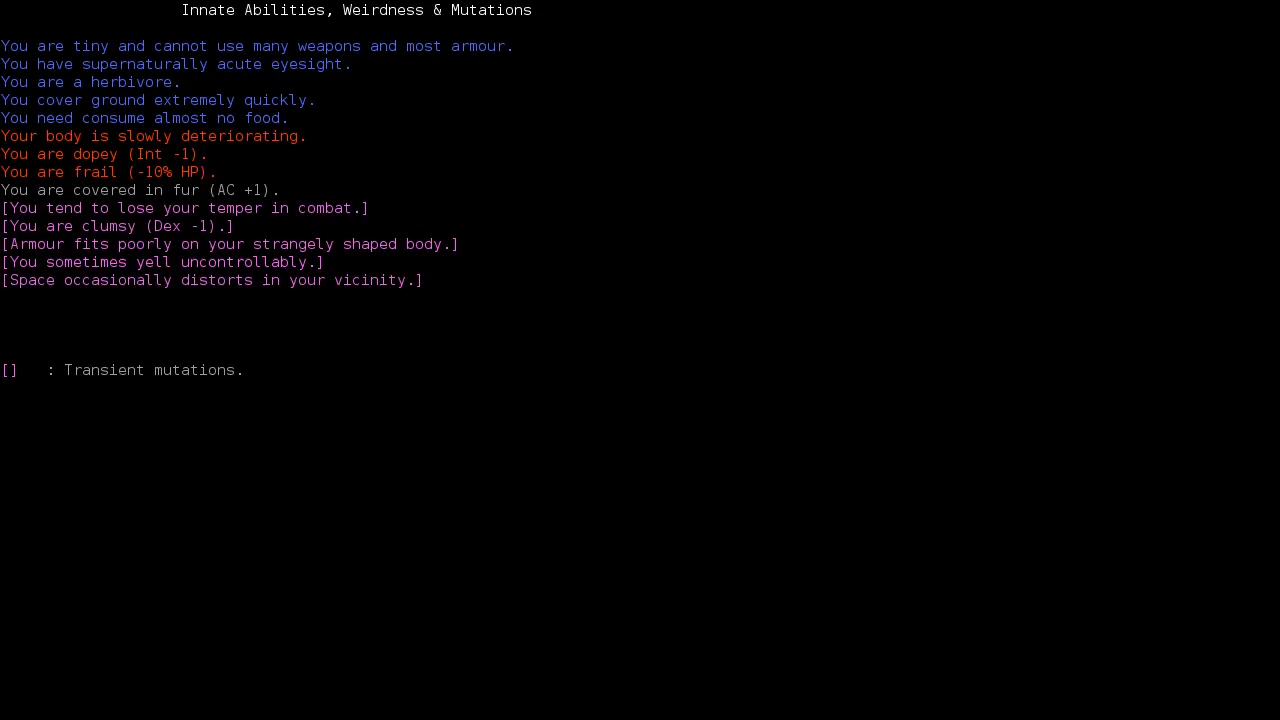 Innate Abilities, Weirdness & Mutations
You are tiny and cannot use many weapons and most armour.
You have supernaturally acute eyesight.
You are a herbivore.
You cover ground extremely quickly.
You need consume almost no food.
Your body is slowly deteriorating.
You are dopey (Int -1).
You are frail (-10% HP).
You are covered in fur (AC +1).
[You tend to lose your temper in combat.]
[You are clumsy (Dex -1).]
[Armour fits poorly on your strangely shaped body.]
[You sometimes yell uncontrollably.]
[Space occasionally distorts in your vicinity.]
[] : Transient mutations.